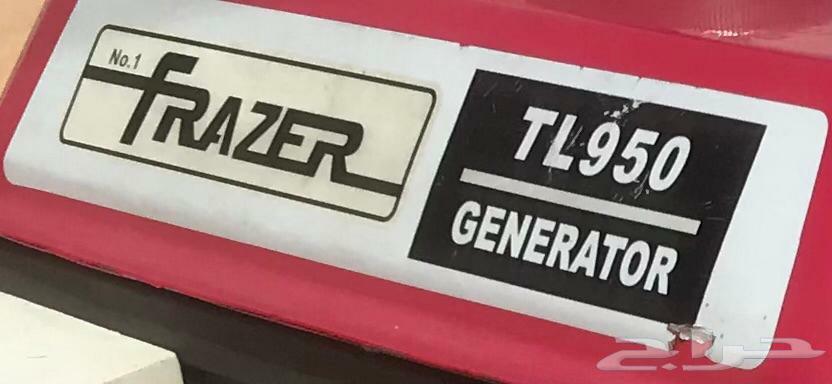 No.1
FRAZER
TL950
GENERATOR
حراج